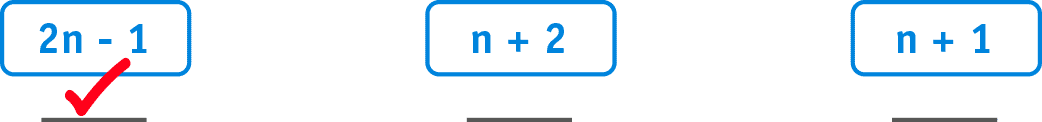 2n - 1 n + 2 n + 1